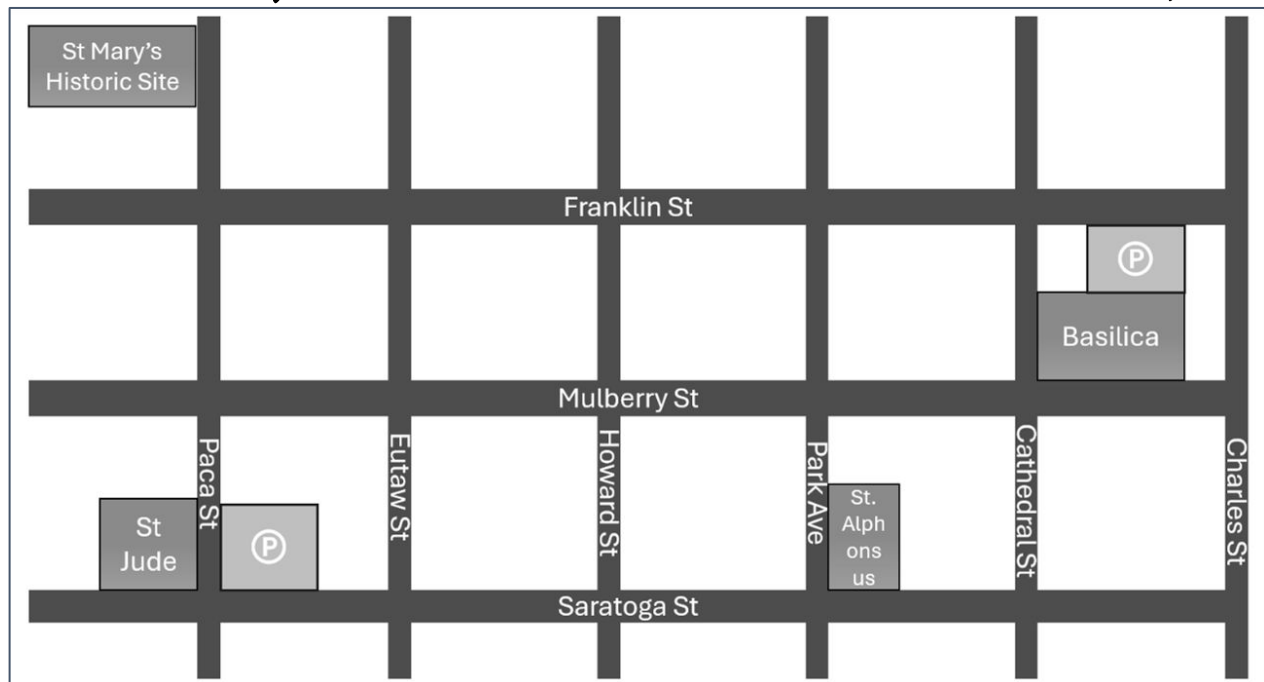 St Mary's
Historic Site
Franklin St
P
Basilica
Mulberry St
Paca St
Eutaw St
Howard St
Park Ave
Cathedral St
Charles St
St
Jude
P
St.
Alph
ons
us
Saratoga St